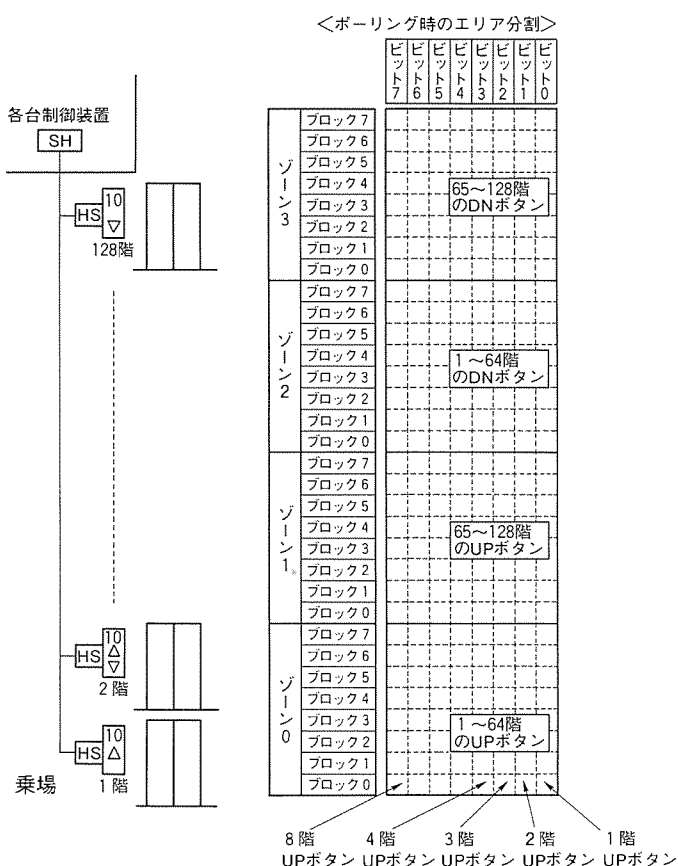 ＜ポーリング時のエリア分割＞
ビット7 ビット6 ビット5 ビット4 ビット3 ビット2 ビット1 ビット0
各台制御装置
SH
HS
10
▽
128階
HS
10
△
▽
2階
HS
10
△
1階
乗場
ゾーン3
ブロック7
ブロック6
ブロック5
ブロック4
ブロック3
ブロック2
ブロック1
ブロック0
65～128階
のDNボタン
ゾーン2
ブロック7
ブロック6
ブロック5
ブロック4
ブロック3
ブロック2
ブロック1
ブロック0
1～64階
のDNボタン
ゾーン1
ブロック7
ブロック6
ブロック5
ブロック4
ブロック3
ブロック2
ブロック1
ブロック0
65～128階
のUPボタン
ゾーン0
ブロック7
ブロック6
ブロック5
ブロック4
ブロック3
ブロック2
ブロック1
ブロック0
1～64階
のUPボタン
8階 4階 3階 2階 1階
UPボタン UPボタン UPボタン UPボタン UPボタン